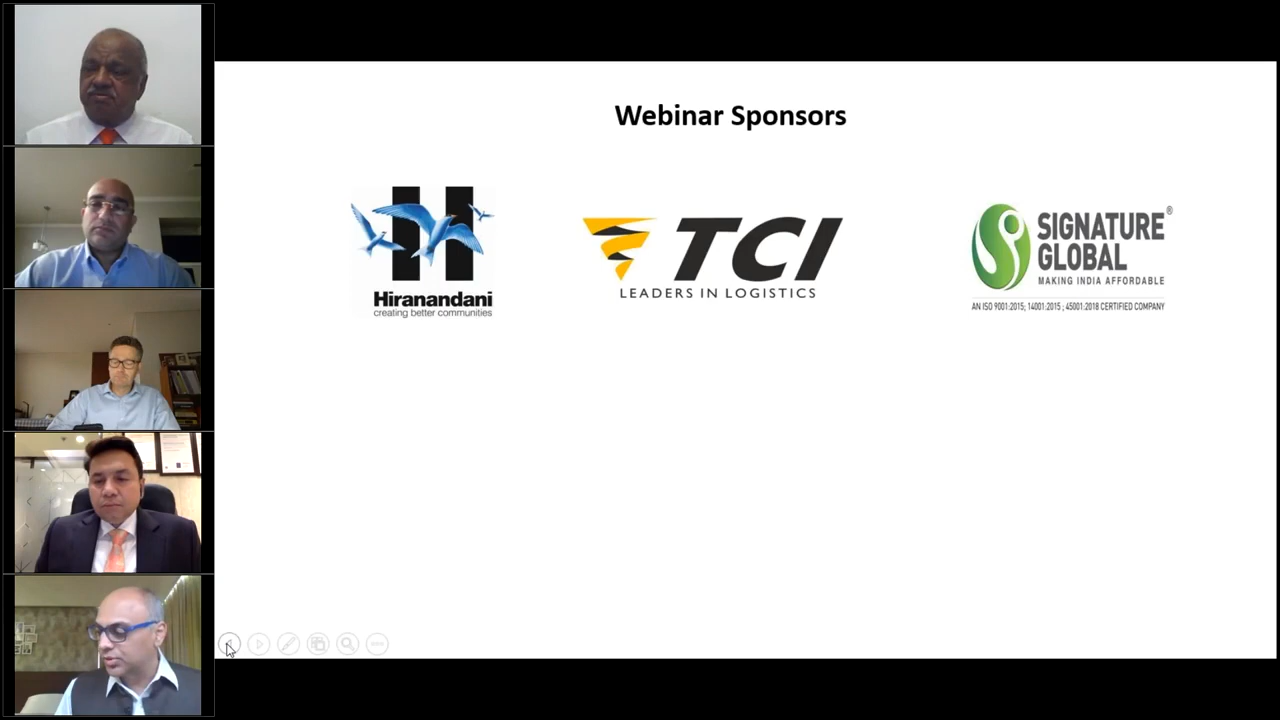 Webinar Sponsors
Hiranandani
creating better communities
TCI
LEADERS IN LOGISTICS
SIGNATURE®
GLOBAL
MAKING INDIA AFFORDABLE
AN ISO 9001:2015; 14001:2015 ; 45001:2018 CERTIFIED COMPANY